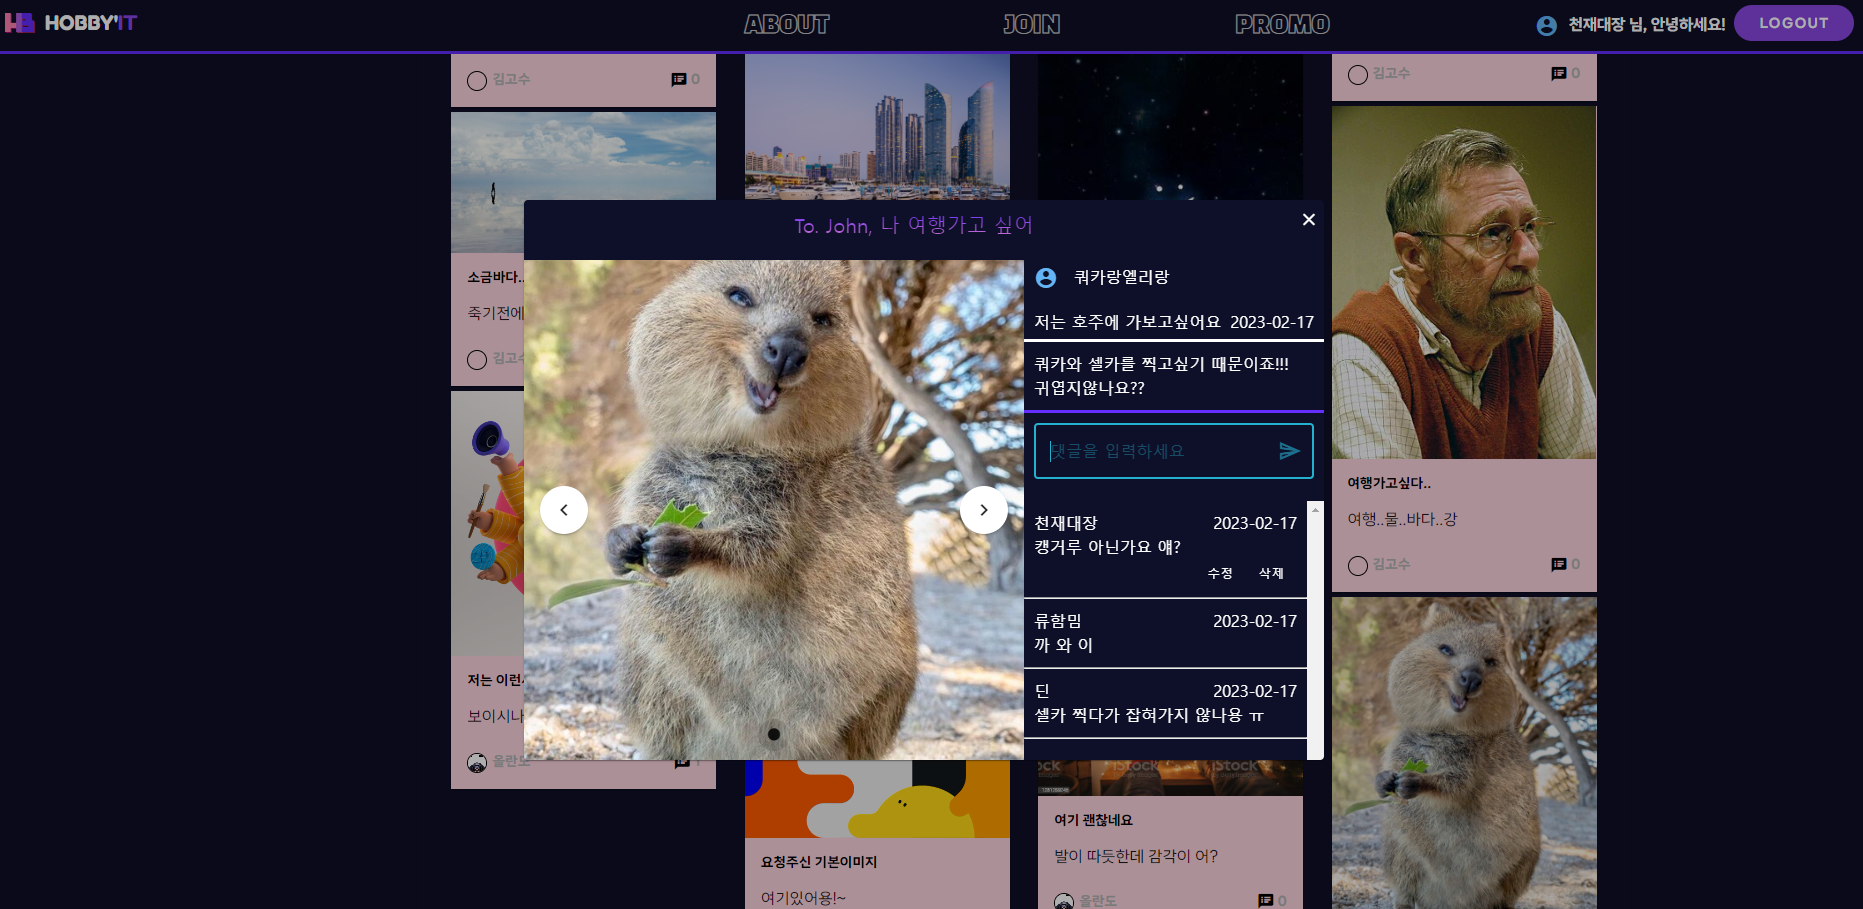 HOBBY'IT
ABOUT
JOIN
PROMO
천재대장 님, 안녕하세요!
LOGOUT
김고수
0
김고수
0
소금바다..
죽기전에
김고수
To. John, 나 여행가고 싶어
쿼카랑엘리랑
저는 호주에 가보고싶어요 2023-02-17
쿼카와 셀카를 찍고싶기 때문이죠!!!
귀엽지않나요??
댓글을 입력하세요
천재대장 2023-02-17
캥거루 아닌가요 얘?
수정 삭제
류함밈 2023-02-17
까 와 이
딘 2023-02-17
셀카 찍다가 잡혀가지 않나용 ㅠ
여행가고싶다..
여행..물..바다..강
김고수
0
저는 이런
보이시나
올란도
1
요청주신 기본이미지
여기있어용!~
iStock
iStock
여기 괜찮네요
발이 따듯한데 감각이 어?
올란도
0